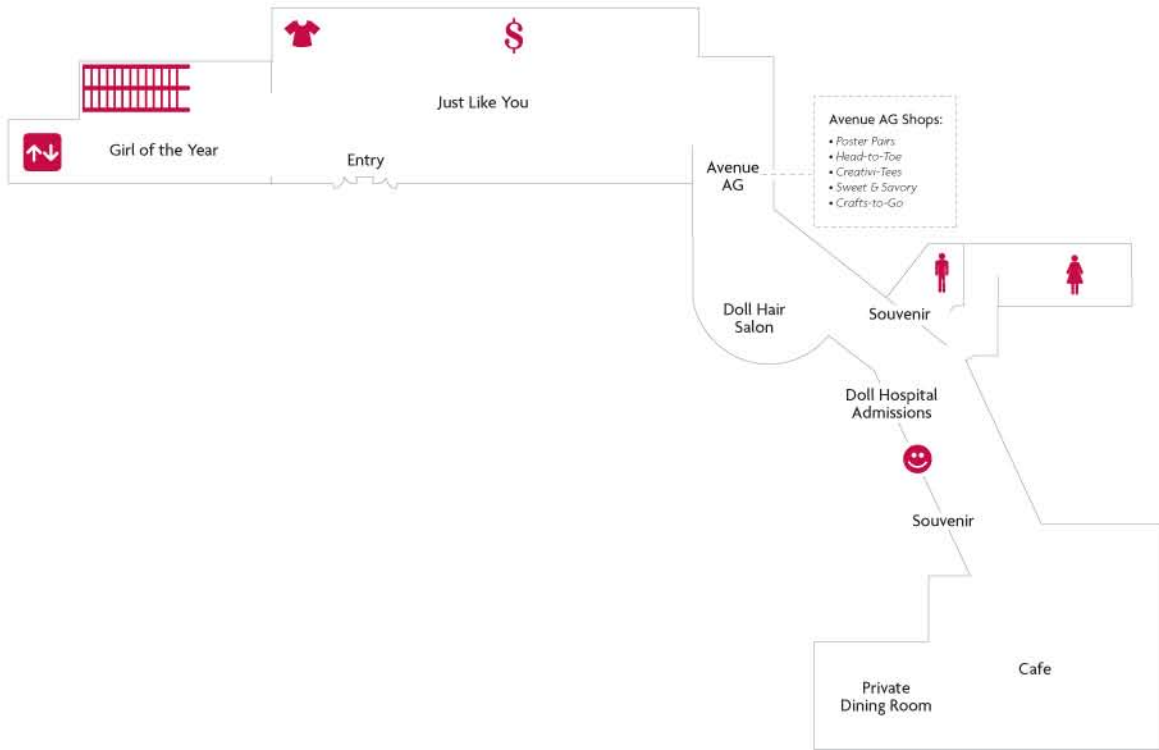 $
Just Like You
Girl of the Year
Entry
Avenue
AG
Avenue AG Shops:
• Poster Pairs
• Head-to-Toe
• Creativi-Tees
• Sweet & Savory
• Crafts-to-Go
Doll Hair
Salon
Souvenir
Doll Hospital
Admissions
Souvenir
Cafe
Private
Dining Room